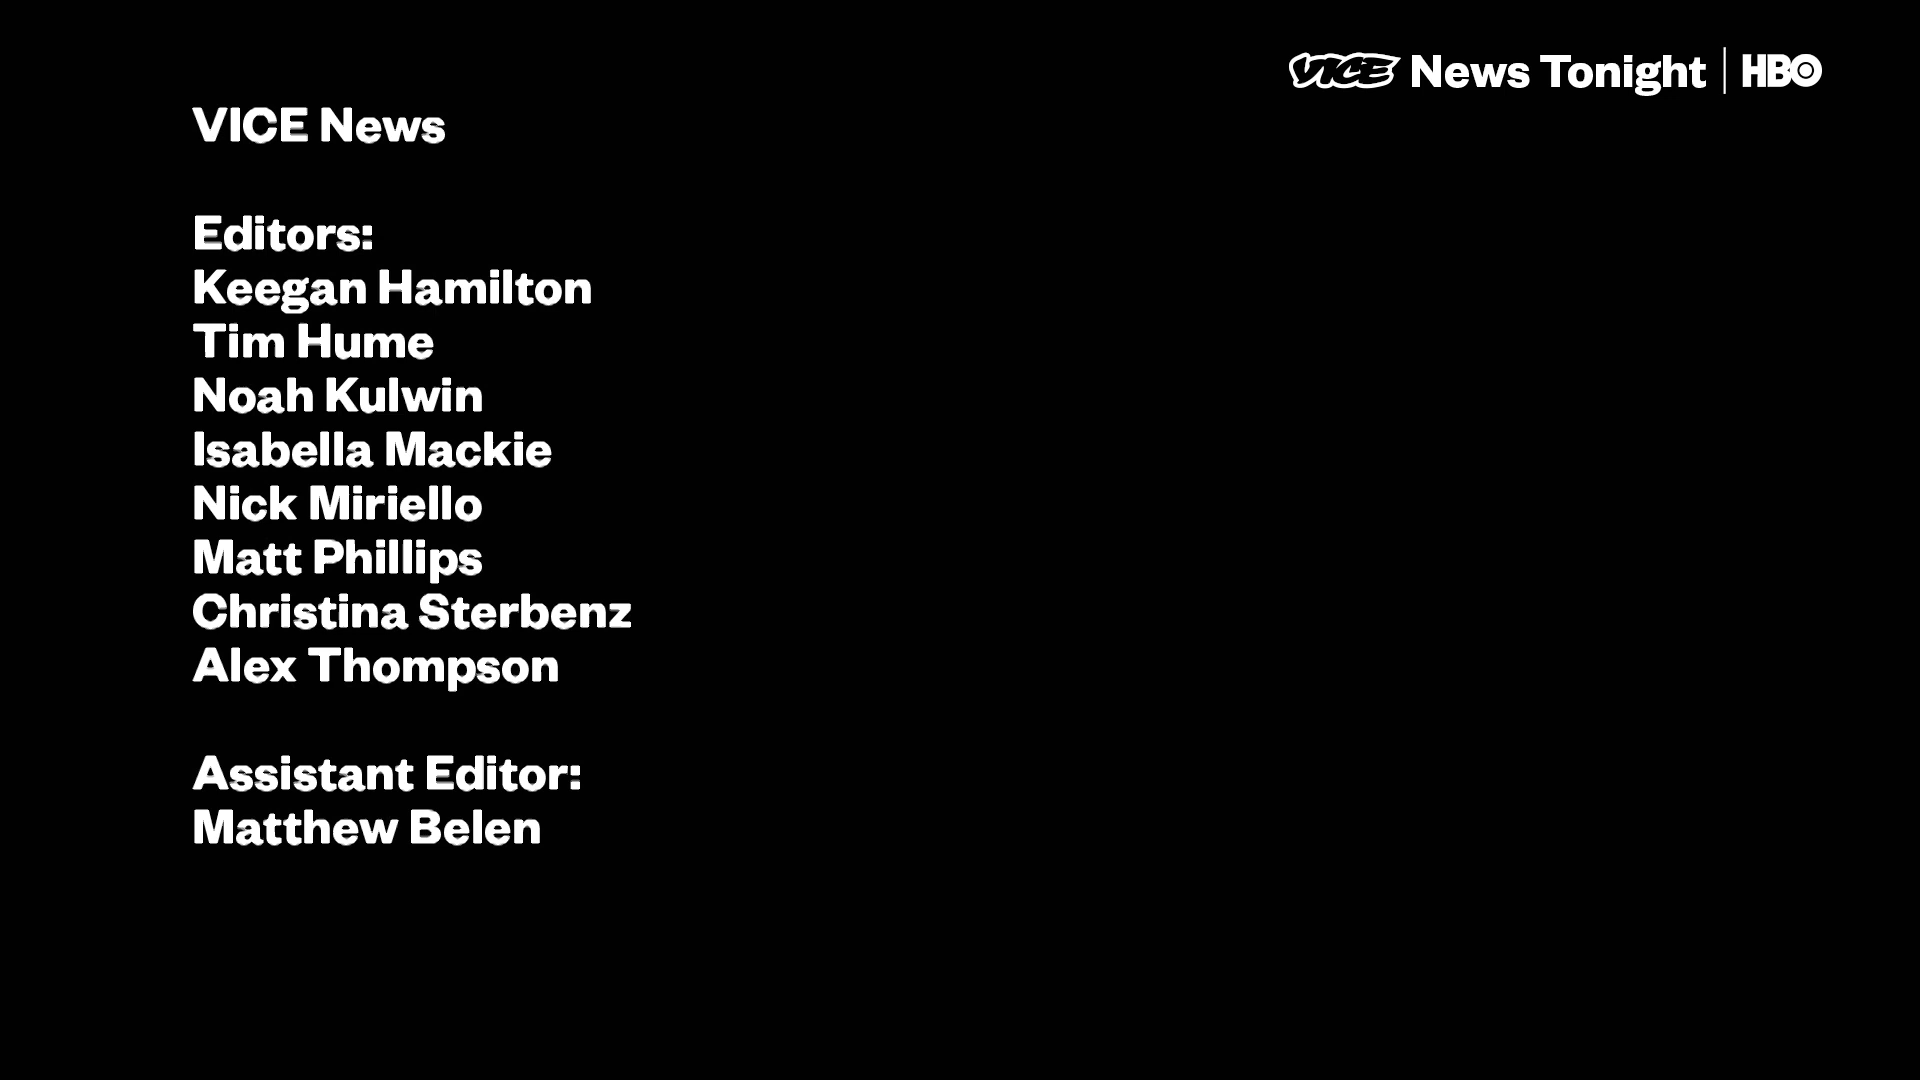 VICE News Tonight | HBO
VICE News
Editors:
Keegan Hamilton
Tim Hume
Noah Kulwin
Isabella Mackie
Nick Miriello
Matt Phillips
Christina Sterbenz
Alex Thompson
Assistant Editor:
Matthew Belen